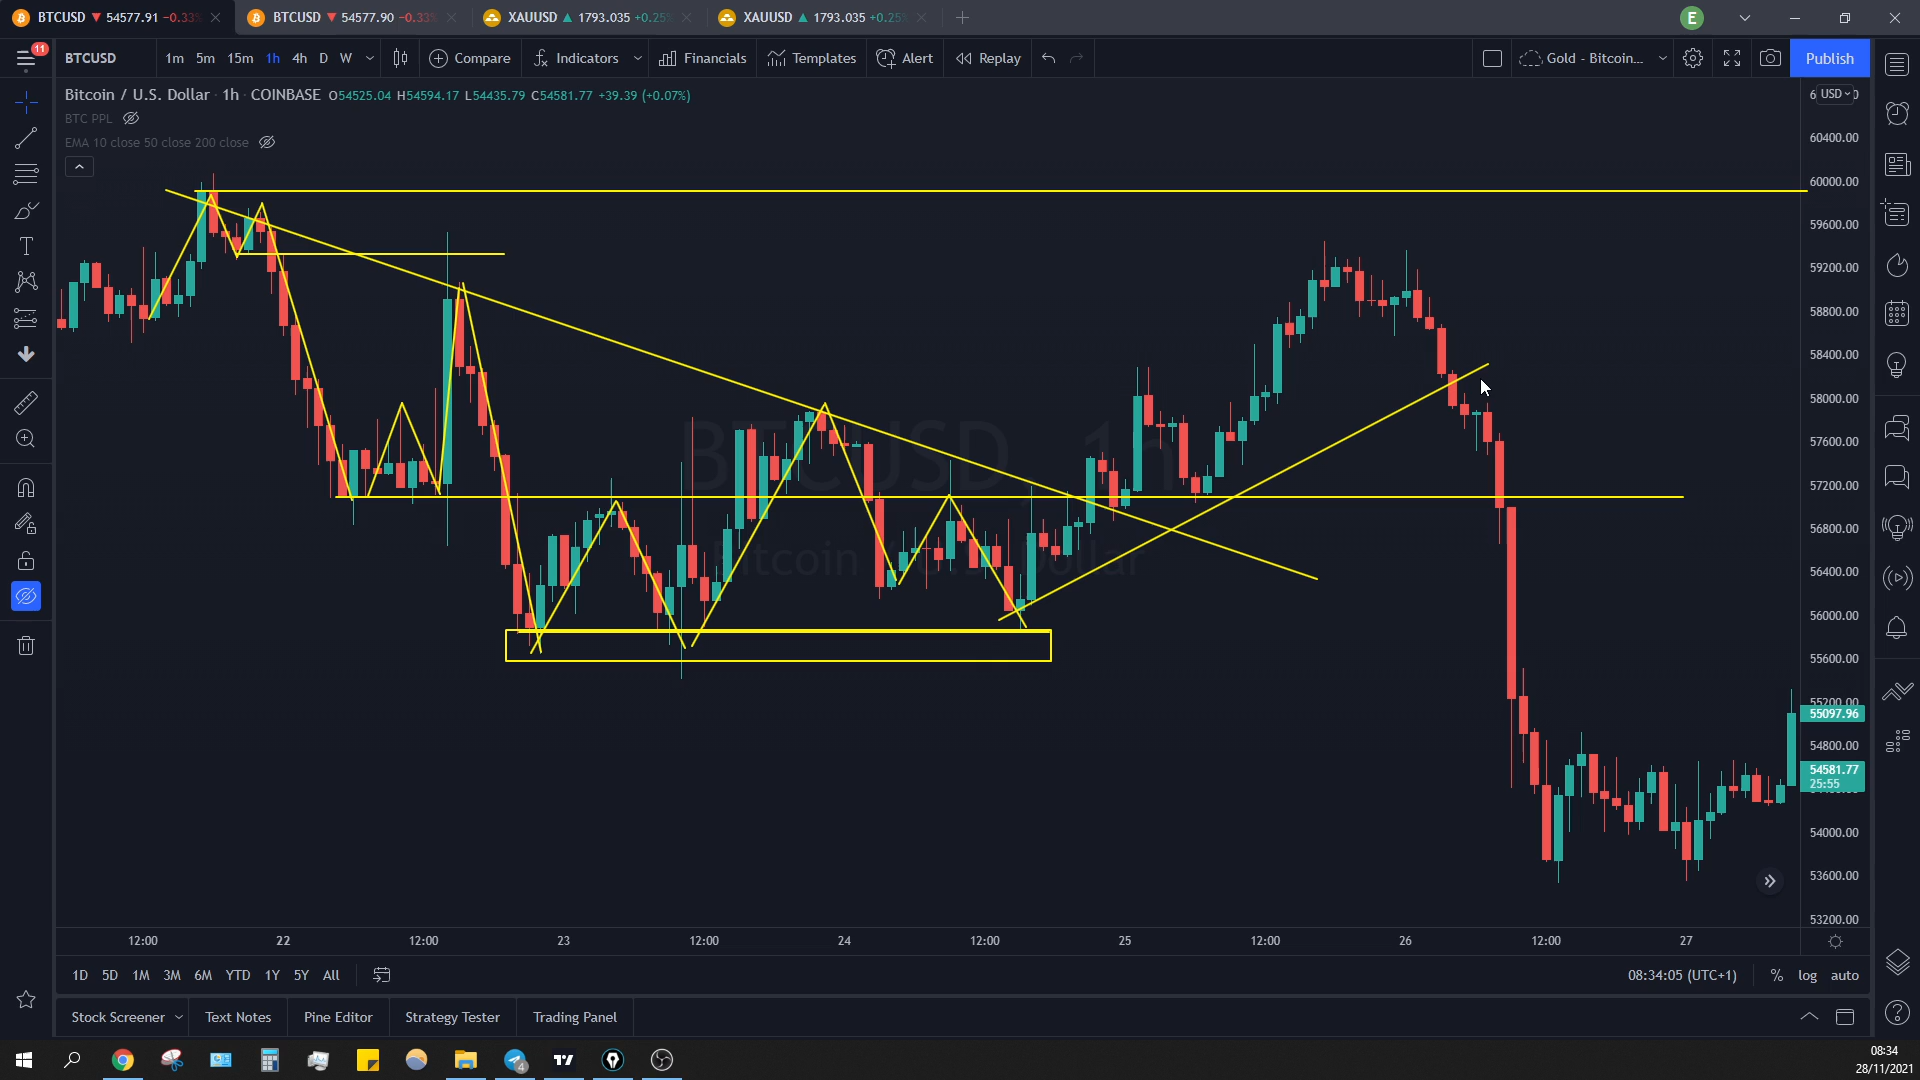 BTCUSD ▼ 54577.91 −0.33
BTCUSD ▼ 54577.90 −0.33
XAUUSD ▲ 1793.035 +0.25
XAUUSD ▲ 1793.035 +0.25
E
11
BTCUSD
1m 5m 15m 1h 4h D W
Compare
Indicators
Financials
Templates
Alert
Replay
Gold - Bitcoin...
Publish
Bitcoin / U.S. Dollar · 1h · COINBASE O54525.04 H54594.17 L54435.79 C54581.77 +39.39 (+0.07%)
BTC PPL
EMA 10 close 50 close 200 close
USD
60400.00
60000.00
59600.00
59200.00
58800.00
58400.00
58000.00
57600.00
57200.00
56800.00
56400.00
56000.00
55600.00
55200.00
55097.96
54800.00
54581.77
25:55
54000.00
53600.00
53200.00
BTCUSD, 1h
Bitcoin / U.S. Dollar
12:00 22 12:00 23 12:00 24 12:00 25 12:00 26 12:00 27
1D 5D 1M 3M 6M YTD 1Y 5Y All
08:34:05 (UTC+1)
% log auto
Stock Screener
Text Notes
Pine Editor
Strategy Tester
Trading Panel
4
08:34
28/11/2021